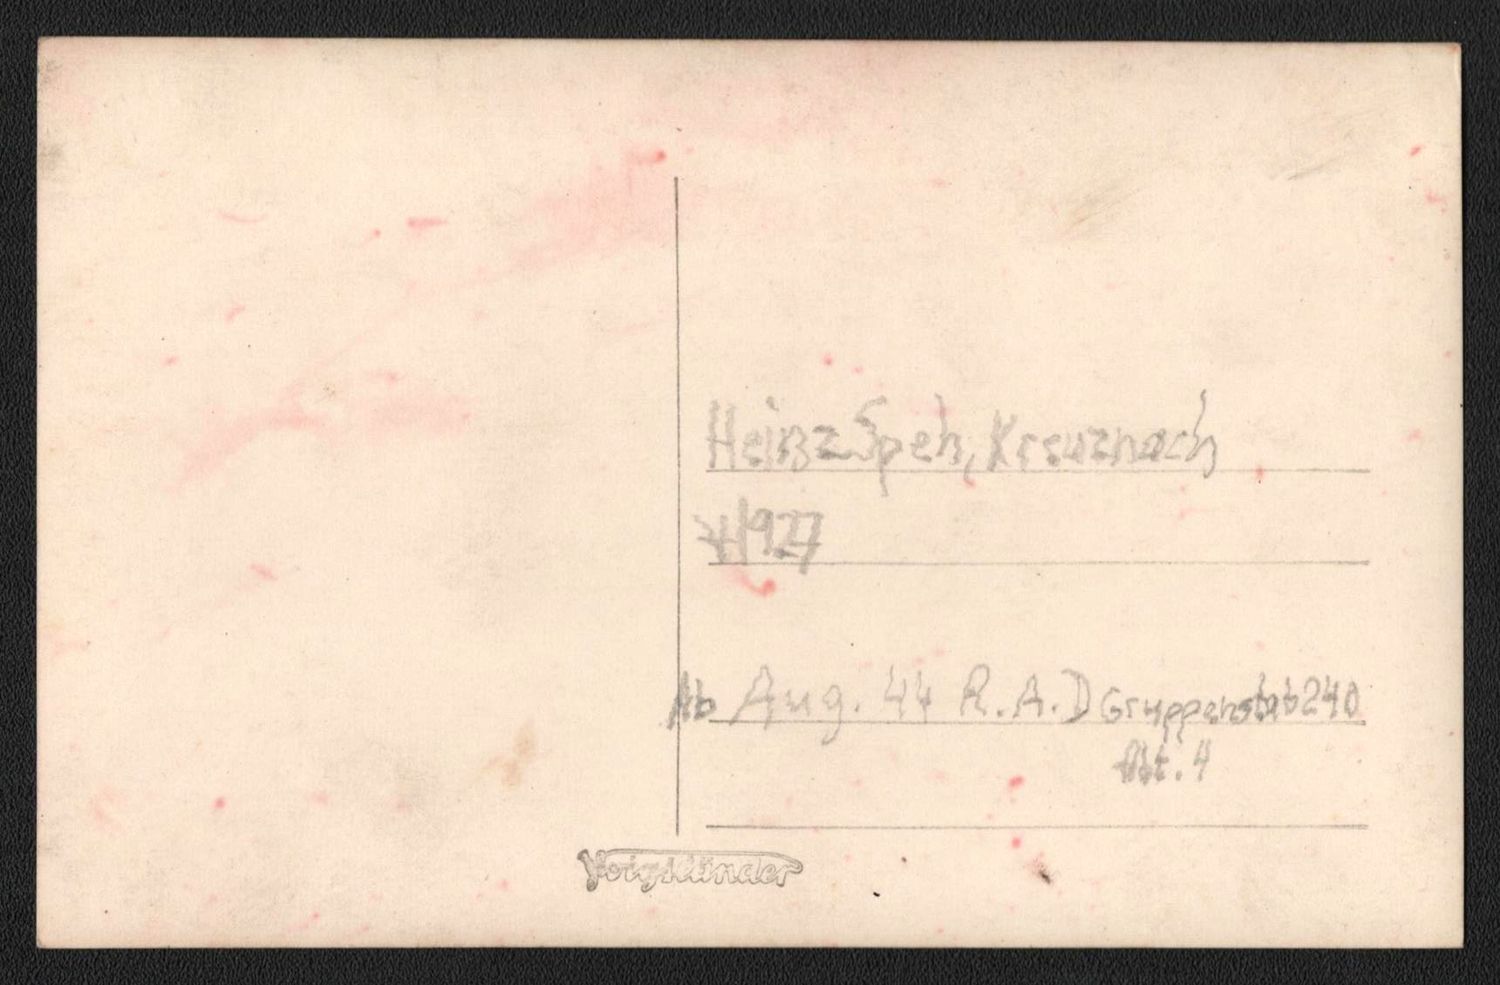 Heinz Speh, Kreuznach
1927
Ab Aug. 44 R.A.D Gruppenstab 240
Abt. 4
Voigtländer